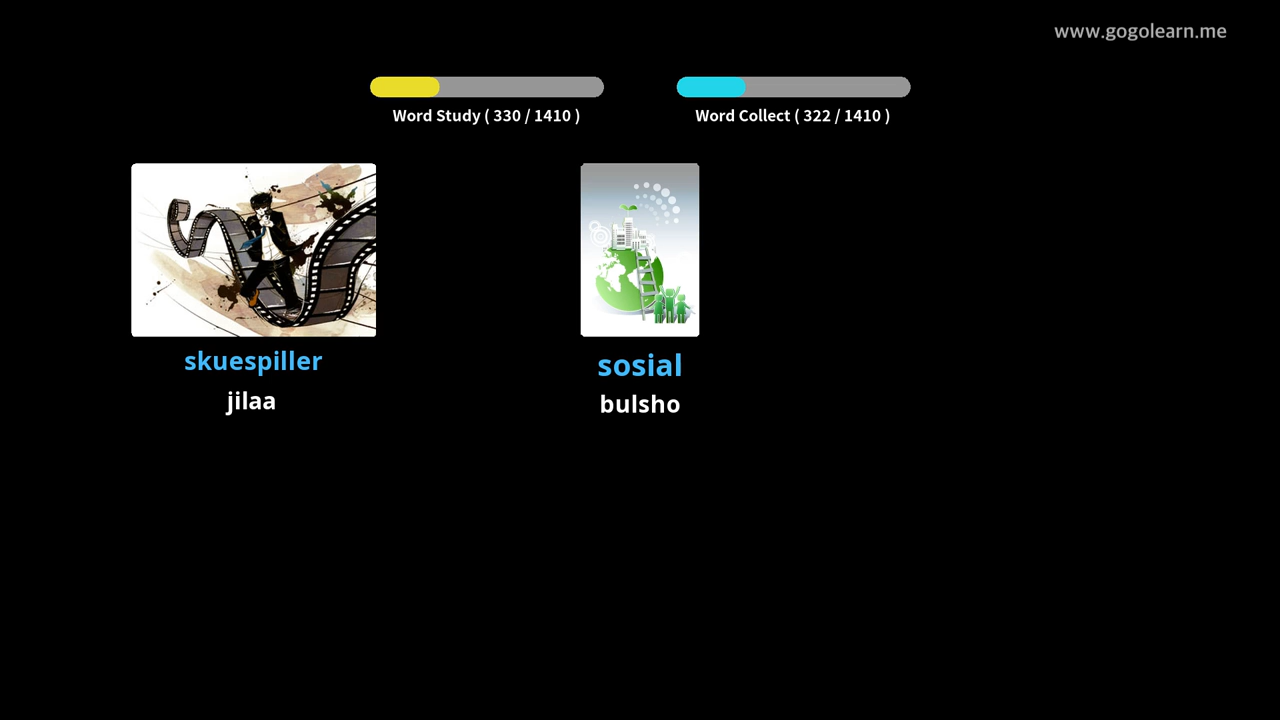 www.gogolearn.me
Word Study ( 330 / 1410 )
Word Collect ( 322 / 1410 )
skuespiller
jilaa
sosial
bulsho